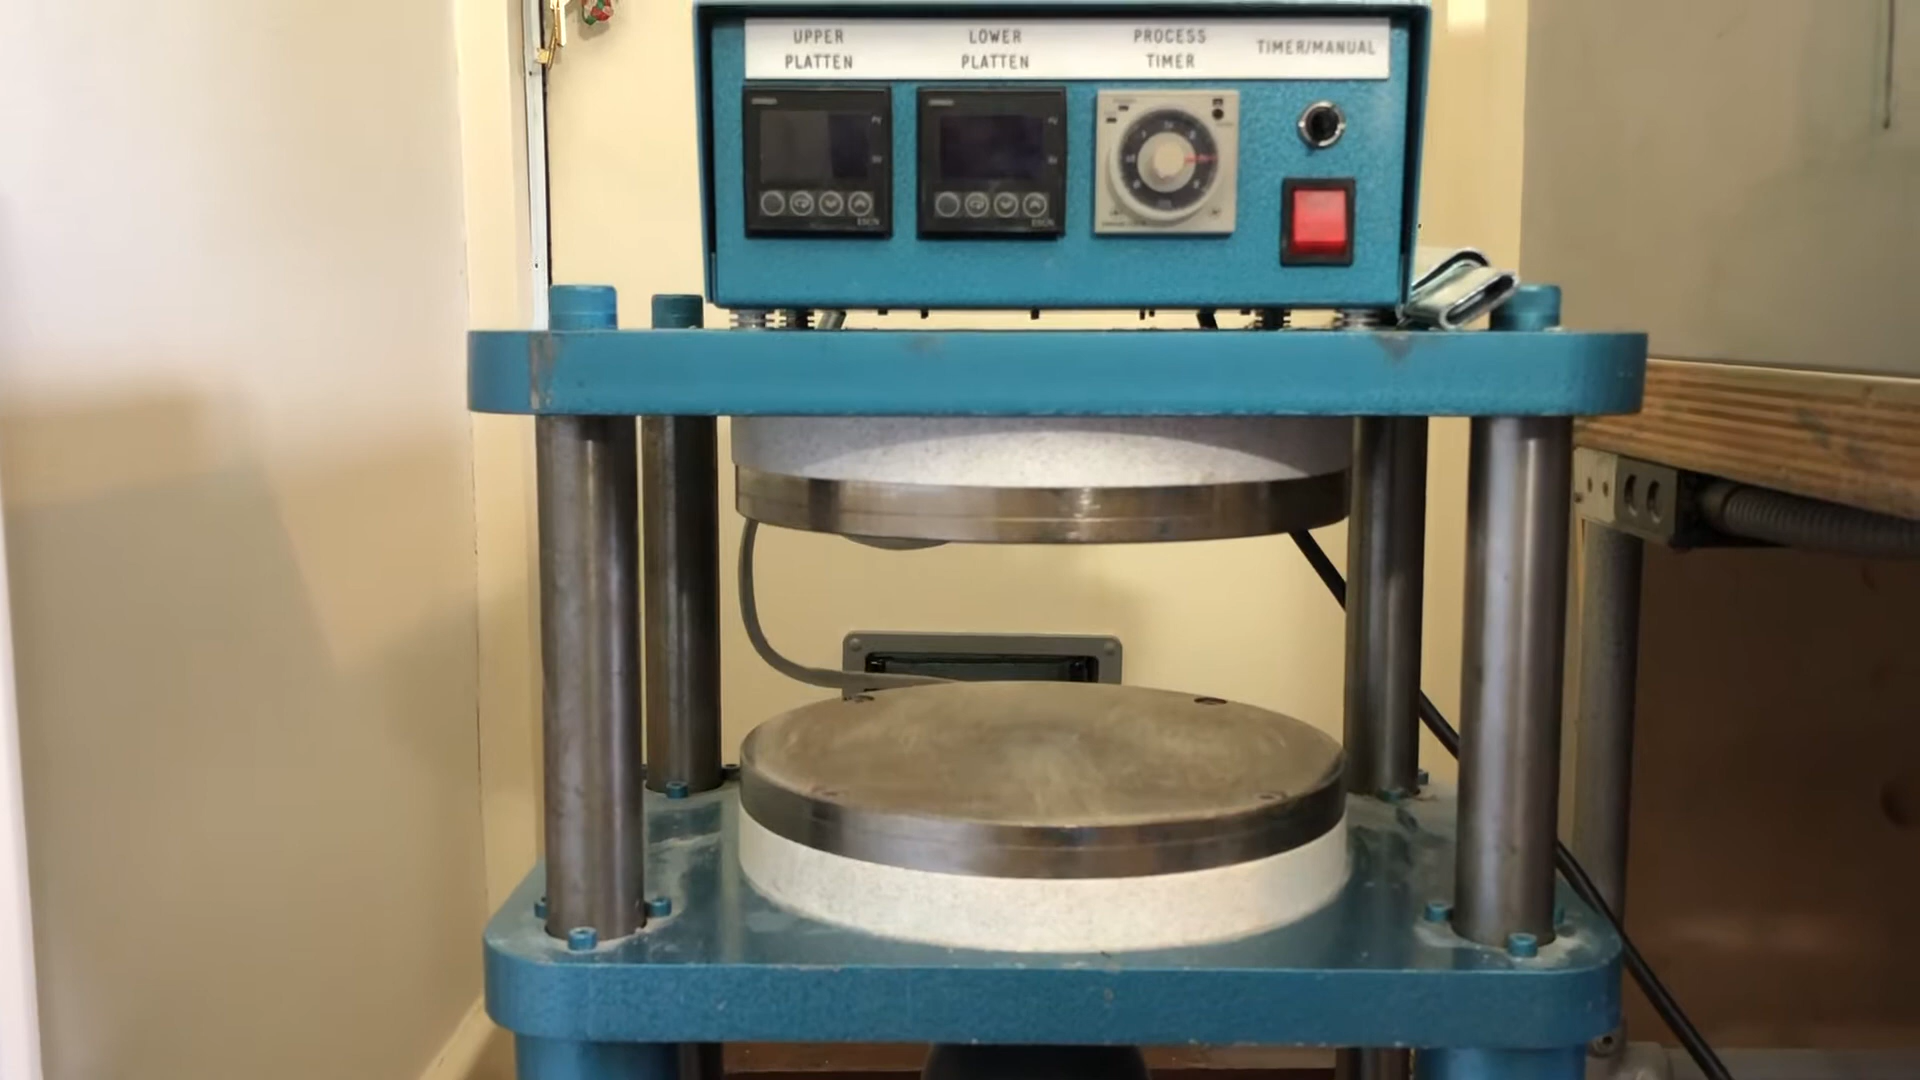 UPPER
PLATTEN
LOWER
PLATTEN
PROCESS
TIMER
TIMER/MANUAL